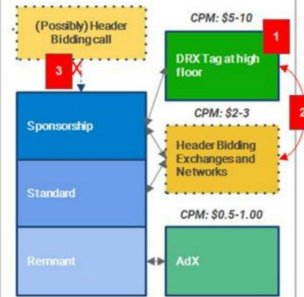 (Possibly) Header
Bidding call
3
Sponsorship
Standard
Remnant
CPM: $5-10
1
DRX Tag at high
floor
2
CPM: $2-3
Header Bidding
Exchanges and
Networks
CPM: $0.5-1.00
AdX